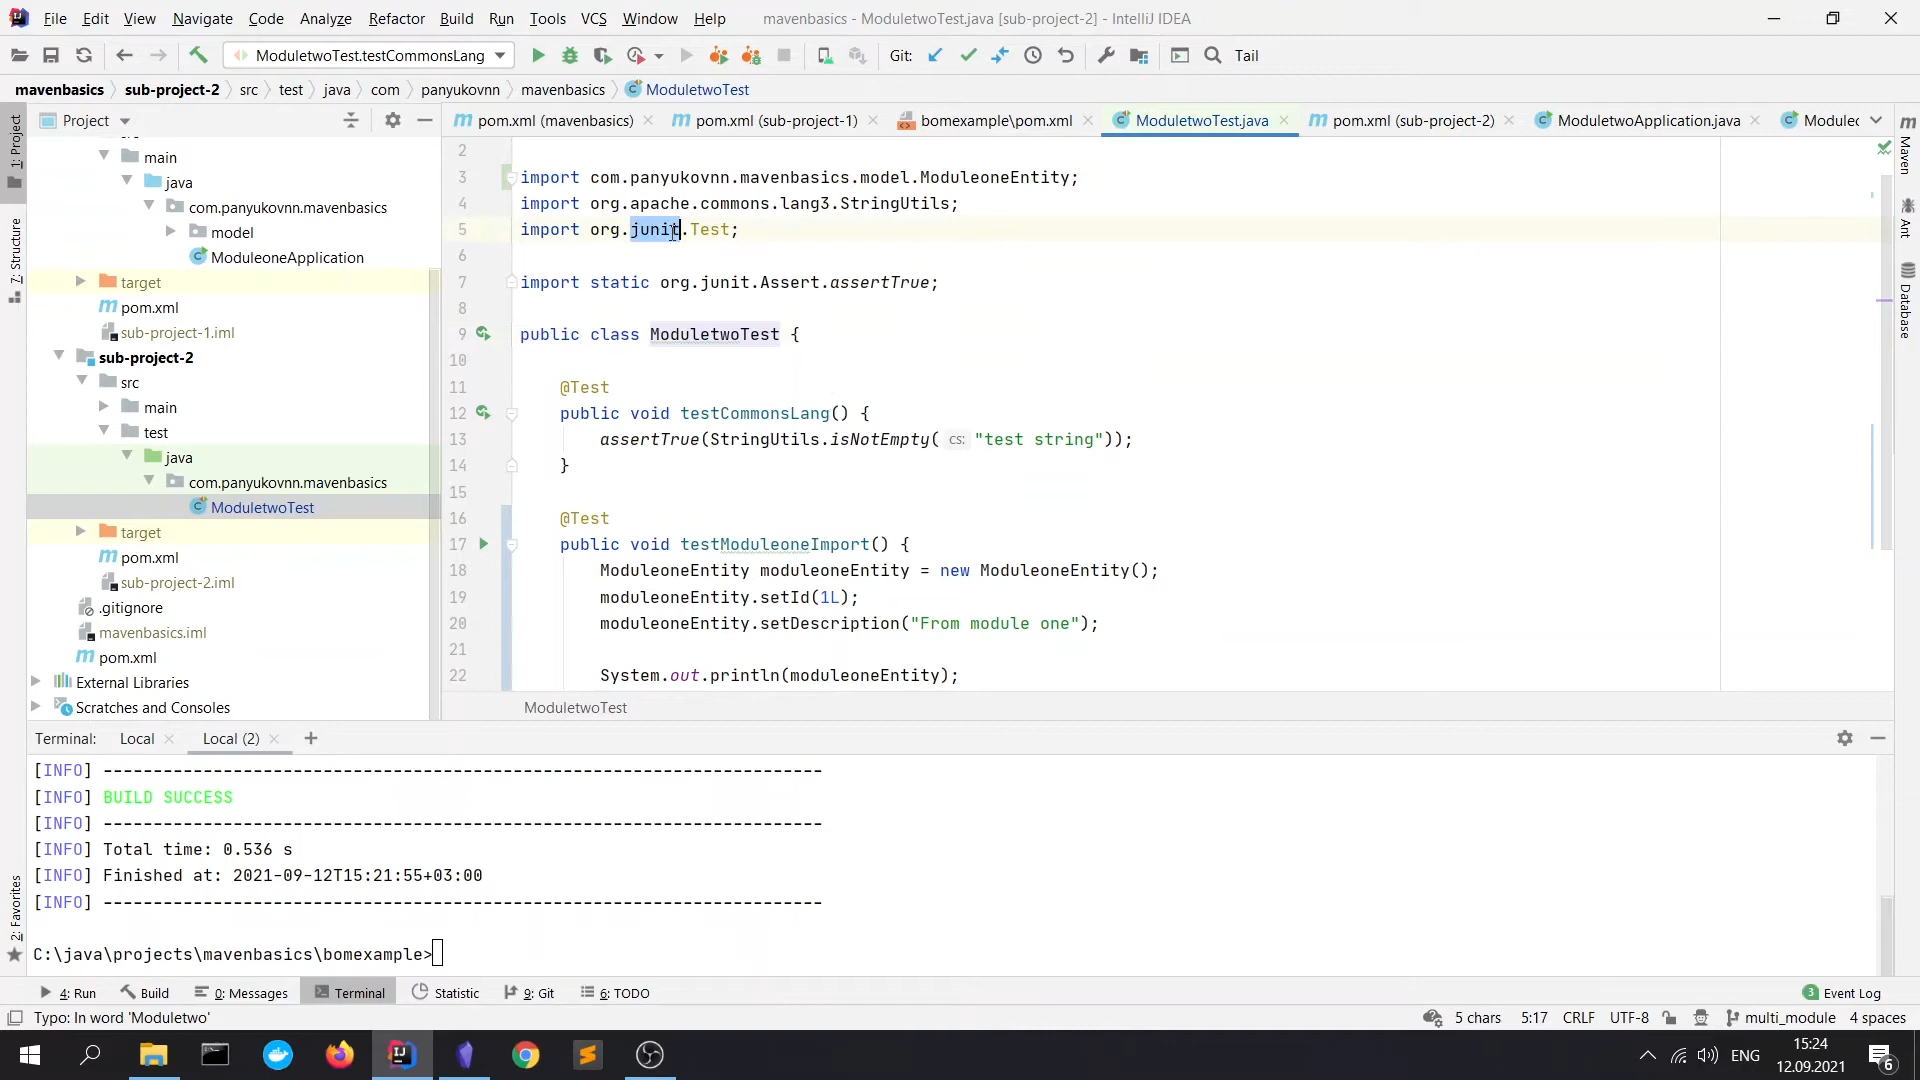 File Edit View Navigate Code Analyze Refactor Build Run Tools VCS Window Help mavenbasics - ModuletwoTest.java [sub-project-2] - IntelliJ IDEA
ModuletwoTest.testCommonsLang Git: Tail
mavenbasics sub-project-2 src test java com panyukovnn mavenbasics ModuletwoTest
Project
pom.xml (mavenbasics) pom.xml (sub-project-1) bomexample\pom.xml ModuletwoTest.java pom.xml (sub-project-2) ModuletwoApplication.java
1: Project
7: Structure
2: Favorites
main
java
com.panyukovnn.mavenbasics
model
ModuleoneApplication
target
pom.xml
sub-project-1.iml
sub-project-2
src
main
test
java
com.panyukovnn.mavenbasics
ModuletwoTest
target
pom.xml
sub-project-2.iml
.gitignore
mavenbasics.iml
pom.xml
External Libraries
Scratches and Consoles
2
3 import com.panyukovnn.mavenbasics.model.ModuleoneEntity;
4 import org.apache.commons.lang3.StringUtils;
5 import org.junit.Test;
6
7 import static org.junit.Assert.assertTrue;
8
9 public class ModuletwoTest {
10
11 @Test
12 public void testCommonsLang() {
13 assertTrue(StringUtils.isNotEmpty( cs: "test string"));
14 }
15
16 @Test
17 public void testModuleoneImport() {
18 ModuleoneEntity moduleoneEntity = new ModuleoneEntity();
19 moduleoneEntity.setId(1L);
20 moduleoneEntity.setDescription("From module one");
21
22 System.out.println(moduleoneEntity);
ModuletwoTest
Maven
Ant
Database
Terminal: Local Local (2)
[INFO] ------------------------------------------------------------------------
[INFO] BUILD SUCCESS
[INFO] ------------------------------------------------------------------------
[INFO] Total time: 0.536 s
[INFO] Finished at: 2021-09-12T15:21:55+03:00
[INFO] ------------------------------------------------------------------------
C:\java\projects\mavenbasics\bomexample>
4: Run Build 0: Messages Terminal Statistic 9: Git 6: TODO 3 Event Log
Typo: In word 'Moduletwo' 5 chars 5:17 CRLF UTF-8 multi_module 4 spaces
ENG
15:24
12.09.2021
6